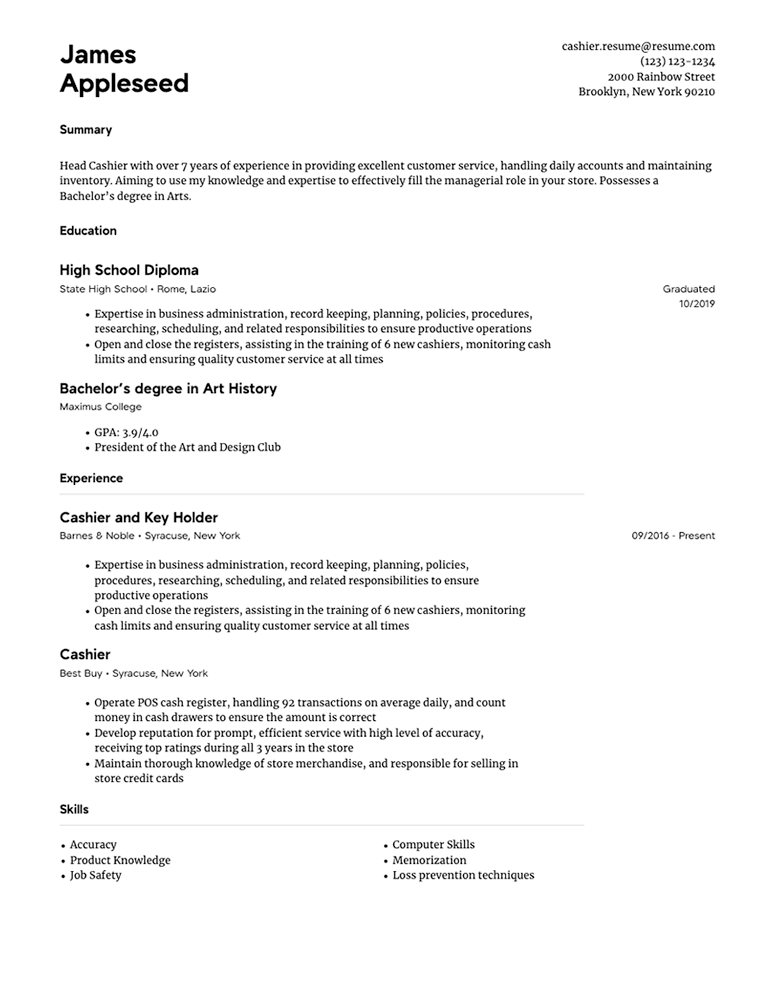 James
Appleseed
cashier.resume@resume.com
(123) 123-1234
2000 Rainbow Street
Brooklyn, New York 90210
Summary
Head Cashier with over 7 years of experience in providing excellent customer service, handling daily accounts and maintaining
inventory. Aiming to use my knowledge and expertise to effectively fill the managerial role in your store. Possesses a
Bachelor's degree in Arts.
Education
High School Diploma
State High School • Rome, Lazio
Graduated
10/2019
• Expertise in business administration, record keeping, planning, policies, procedures,
researching, scheduling, and related responsibilities to ensure productive operations
• Open and close the registers, assisting in the training of 6 new cashiers, monitoring cash
limits and ensuring quality customer service at all times
Bachelor's degree in Art History
Maximus College
• GPA: 3.9/4.0
• President of the Art and Design Club
Experience
Cashier and Key Holder
Barnes & Noble • Syracuse, New York
09/2016 - Present
• Expertise in business administration, record keeping, planning, policies,
procedures, researching, scheduling, and related responsibilities to ensure
productive operations
• Open and close the registers, assisting in the training of 6 new cashiers, monitoring
cash limits and ensuring quality customer service at all times
Cashier
Best Buy • Syracuse, New York
• Operate POS cash register, handling 92 transactions on average daily, and count
money in cash drawers to ensure the amount is correct
• Develop reputation for prompt, efficient service with high level of accuracy,
receiving top ratings during all 3 years in the store
• Maintain thorough knowledge of store merchandise, and responsible for selling in
store credit cards
Skills
• Accuracy
• Product Knowledge
• Job Safety
• Computer Skills
• Memorization
• Loss prevention techniques